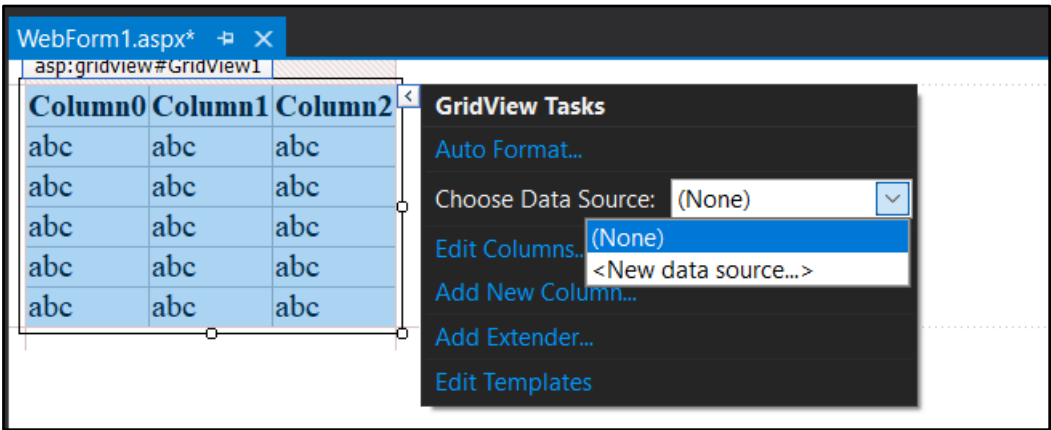 WebForm1.aspx*
asp:gridview#GridView1
Column0 Column1 Column2
abc abc abc
abc abc abc
abc abc abc
abc abc abc
abc abc abc
GridView Tasks
Auto Format...
Choose Data Source: (None)
(None)
<New data source...>
Edit Columns...
Add New Column...
Add Extender...
Edit Templates